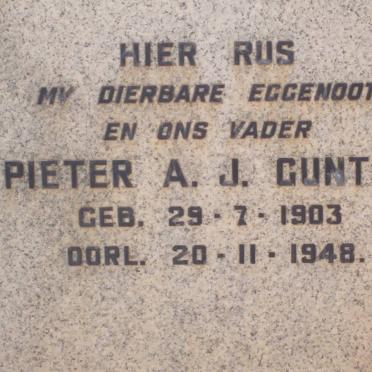 HIER RUS
MY DIERBARE EGGENOOT
EN ONS VADER
PIETER A. J. GUNT
GEB. 29-7-1903
OORL. 20-11-1948.